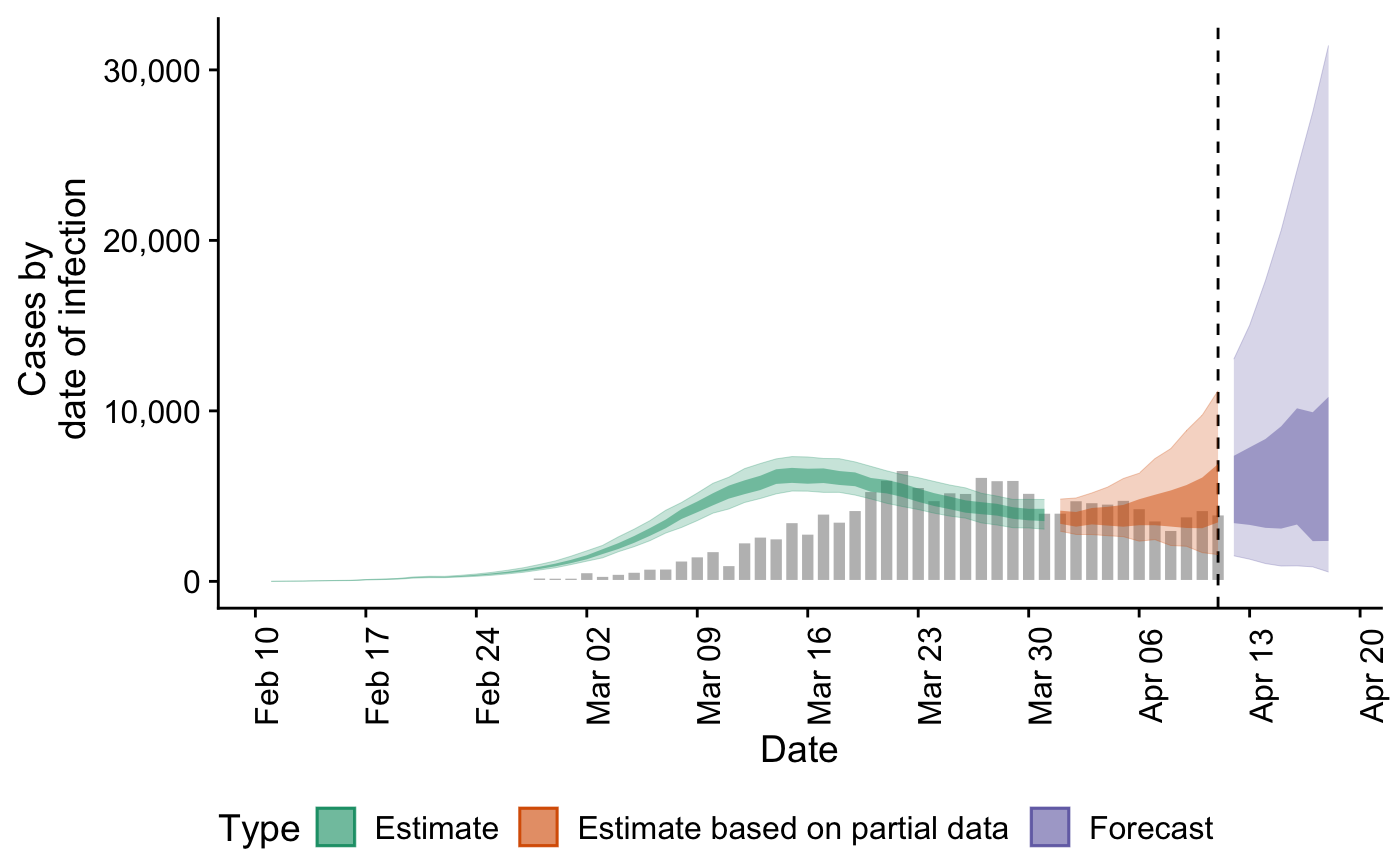 30,000
20,000
10,000
0
Cases by
date of infection
Feb 10
Feb 17
Feb 24
Mar 02
Mar 09
Mar 16
Mar 23
Mar 30
Apr 06
Apr 13
Apr 20
Date
Type Estimate Estimate based on partial data Forecast